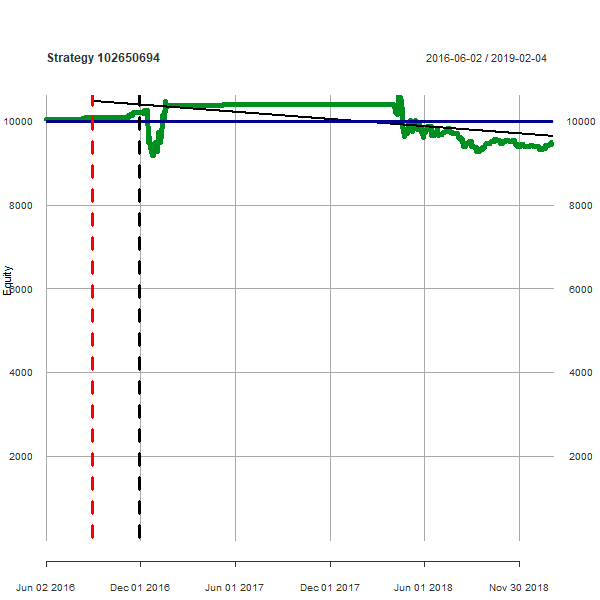 Strategy 102650694
2016-06-02 / 2019-02-04
10000
10000
8000
8000
Equity
6000
6000
4000
4000
2000
2000
Jun 02 2016
Dec 01 2016
Jun 01 2017
Dec 01 2017
Jun 01 2018
Nov 30 2018